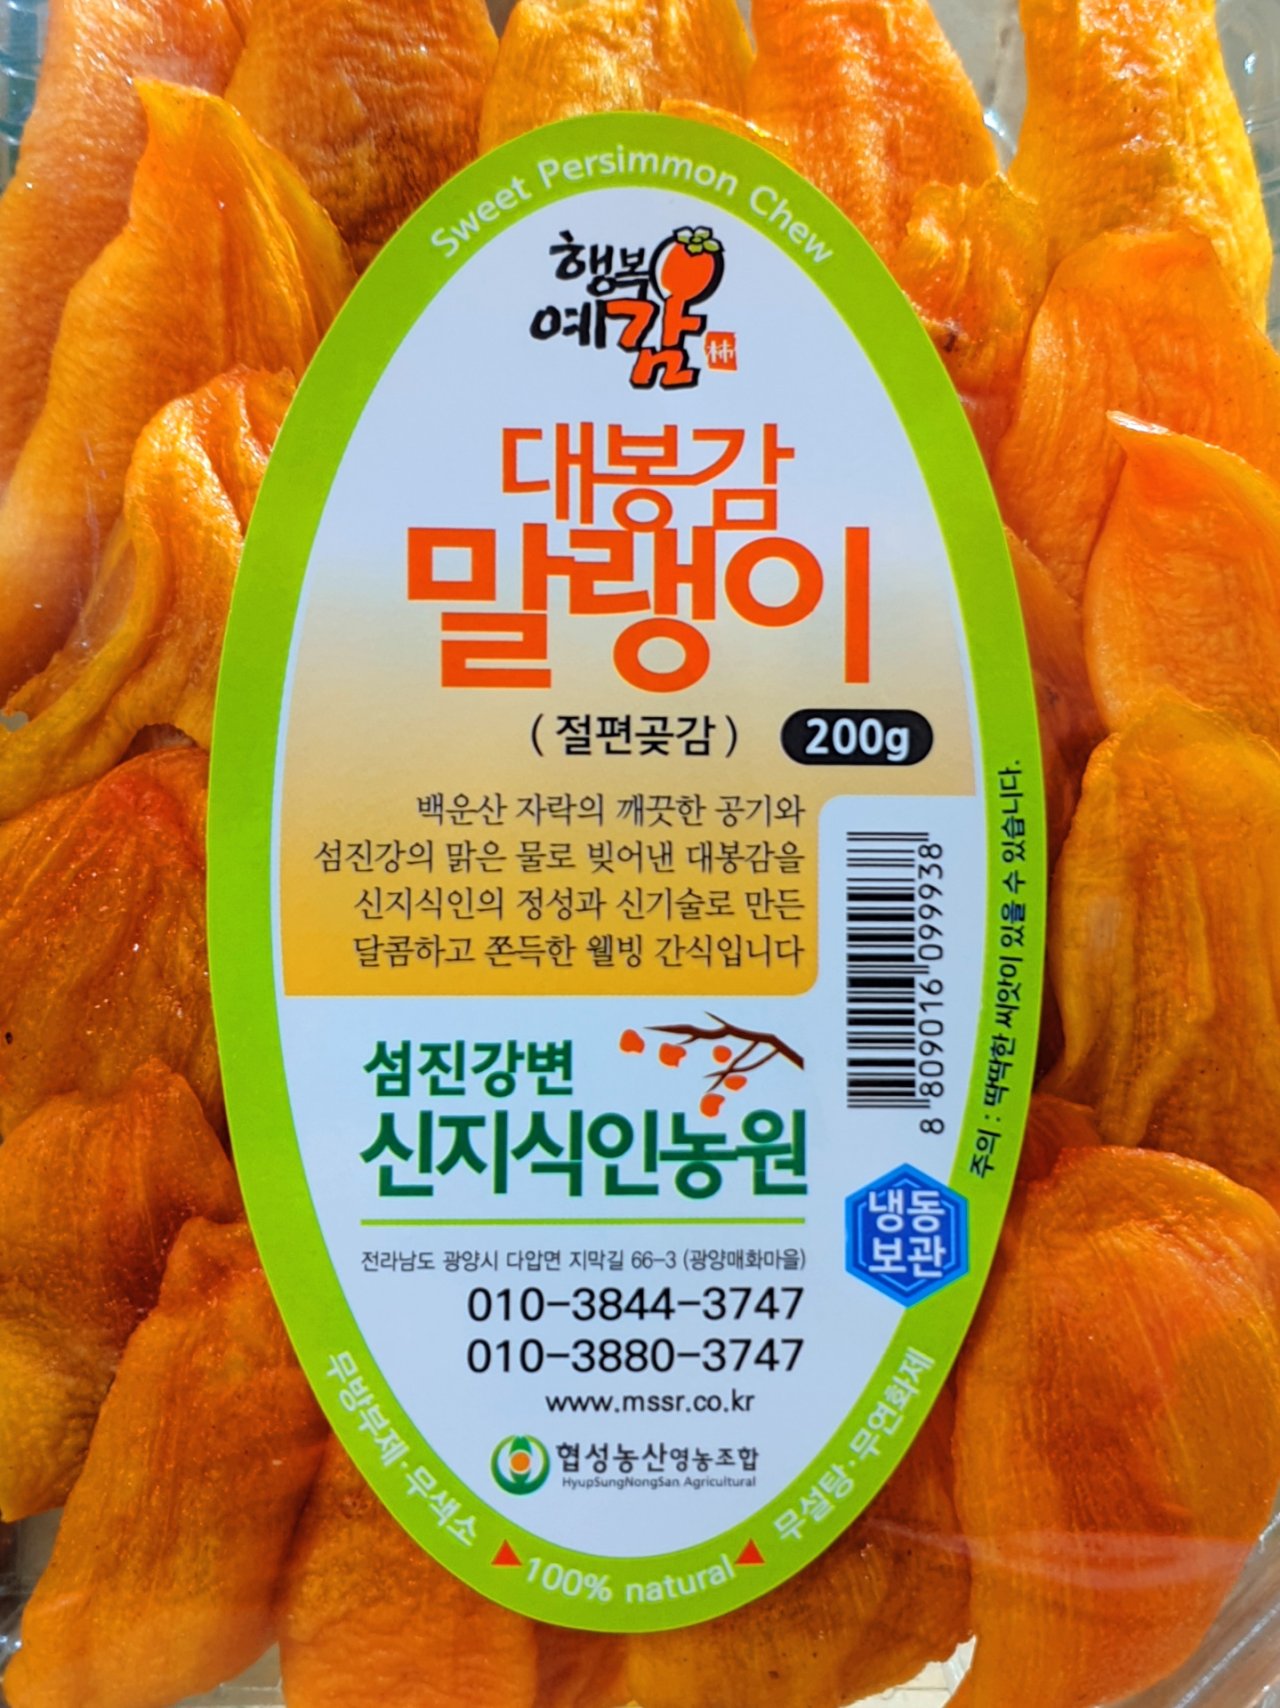 Sweet Persimmon Chew
행복
예감
柿
대봉감
말랭이
(절편곶감)
200g
백운산 자락의 깨끗한 공기와
섬진강의 맑은 물로 빚어낸 대봉감을
신지식인의 정성과 신기술로 만든
달콤하고 쫀득한 웰빙 간식입니다
8 809016 099938
주의 : 딱딱한 씨앗이 있을 수 있습니다.
섬진강변
신지식인농원
냉동
보관
전라남도 광양시 다압면 지막길 66-3 (광양매화마을)
010-3844-3747
010-3880-3747
www.mssr.co.kr
협성농산영농조합
HyupSungNongSan Agricultural
무방부제·무색소
100% natural
무설탕·무연화제